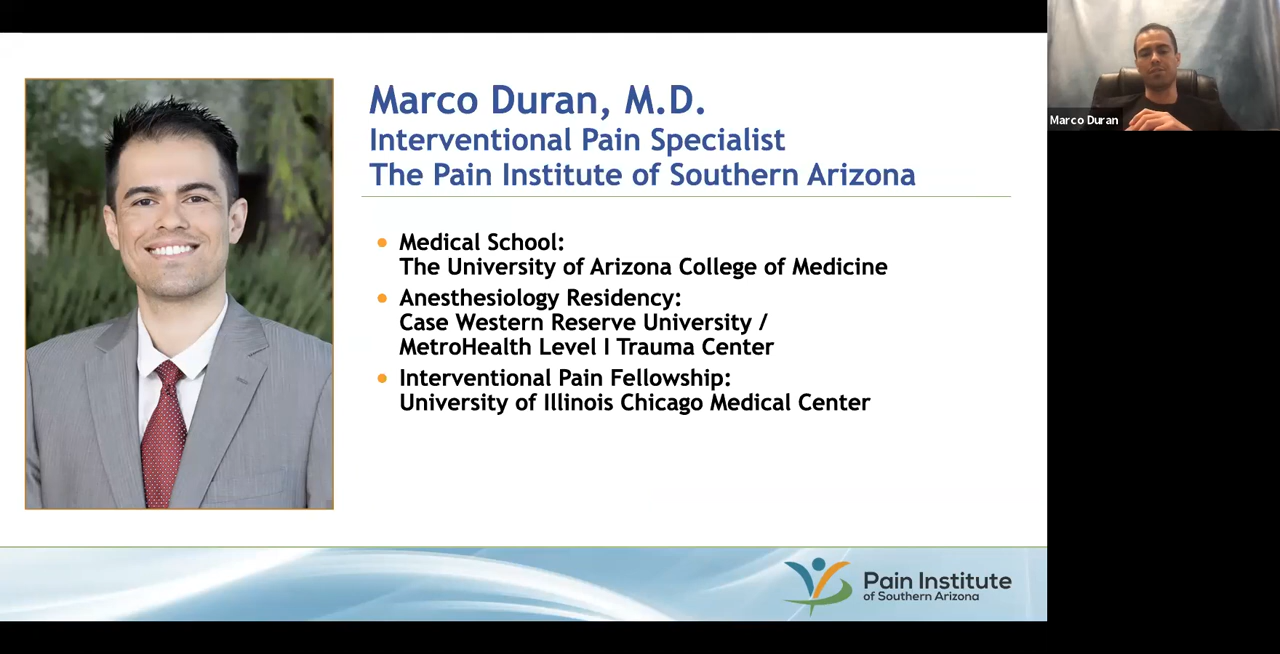 Marco Duran, M.D.
Interventional Pain Specialist
The Pain Institute of Southern Arizona
Medical School:
The University of Arizona College of Medicine
Anesthesiology Residency:
Case Western Reserve University /
MetroHealth Level I Trauma Center
Interventional Pain Fellowship:
University of Illinois Chicago Medical Center
Pain Institute
of Southern Arizona
Marco Duran